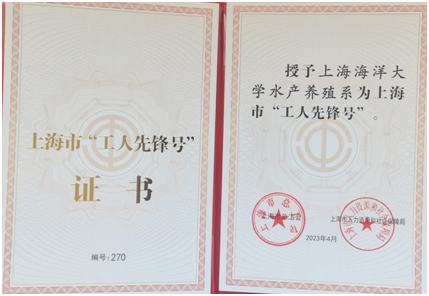 上海市“工人先锋号”
证 书
编号:270
授予上海海洋大
学水产养殖系为上海
市“工人先锋号”。
上海市总工会
上海市人力资源和社会保障局
2023年4月